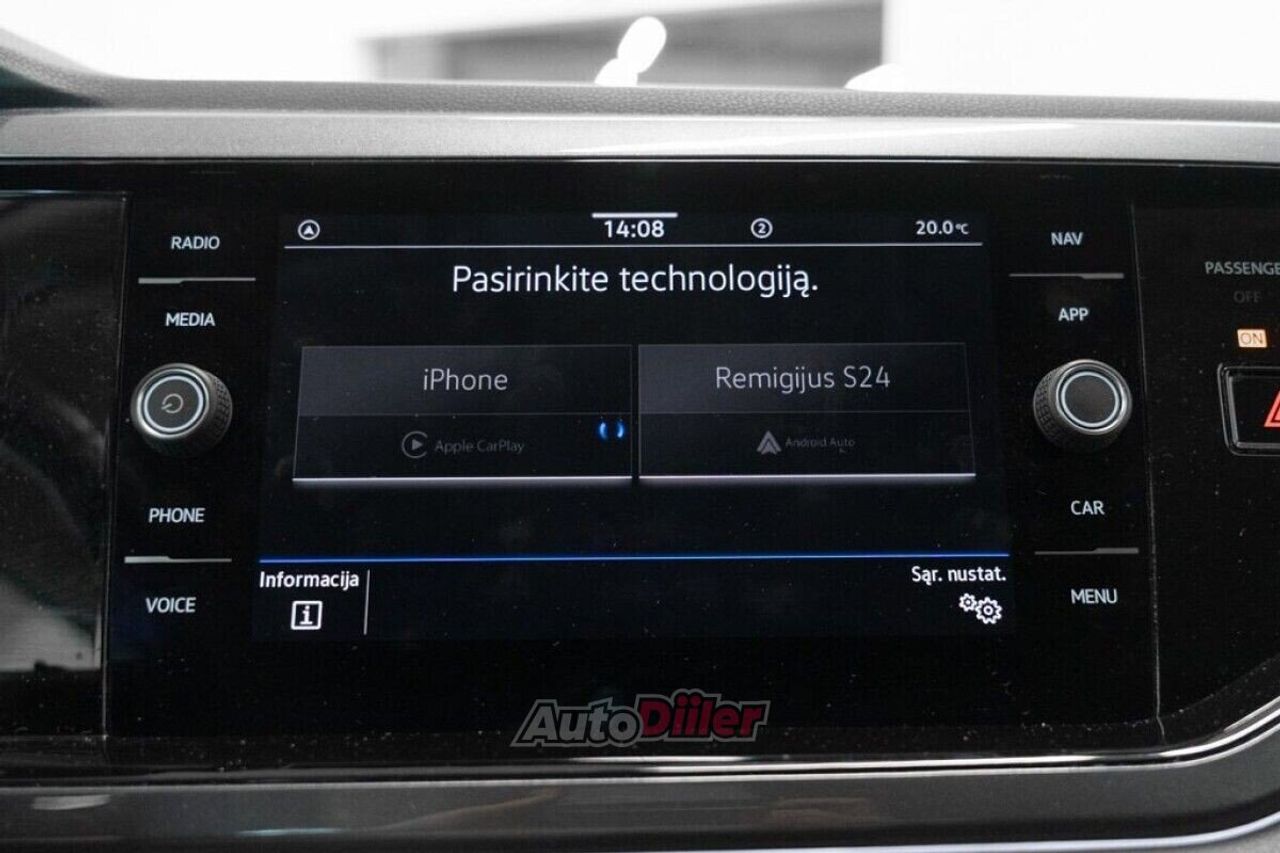 RADIO
MEDIA
PHONE
VOICE
14:08
2
20.0°C
Pasirinkite technologiją.
iPhone
Apple CarPlay
Remigijus S24
Android Auto
Informacija
i
Sąr. nustat.
NAV
APP
CAR
MENU
OFF
ON
AutoDiiler